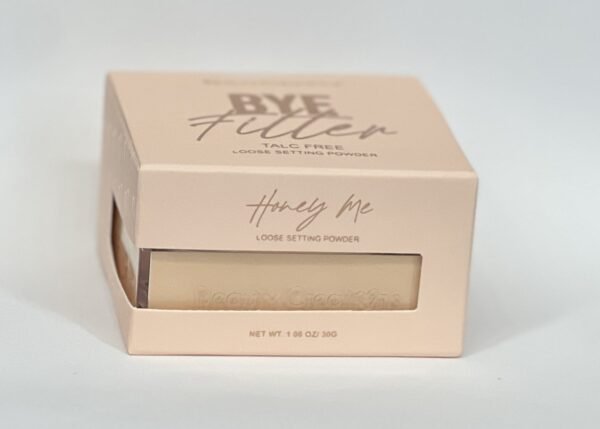 BYE
Filter
TALC FREE
LOOSE SETTING POWDER
Honey Me
LOOSE SETTING POWDER
Beauty Creations
NET WT. 1.06 OZ/ 30G